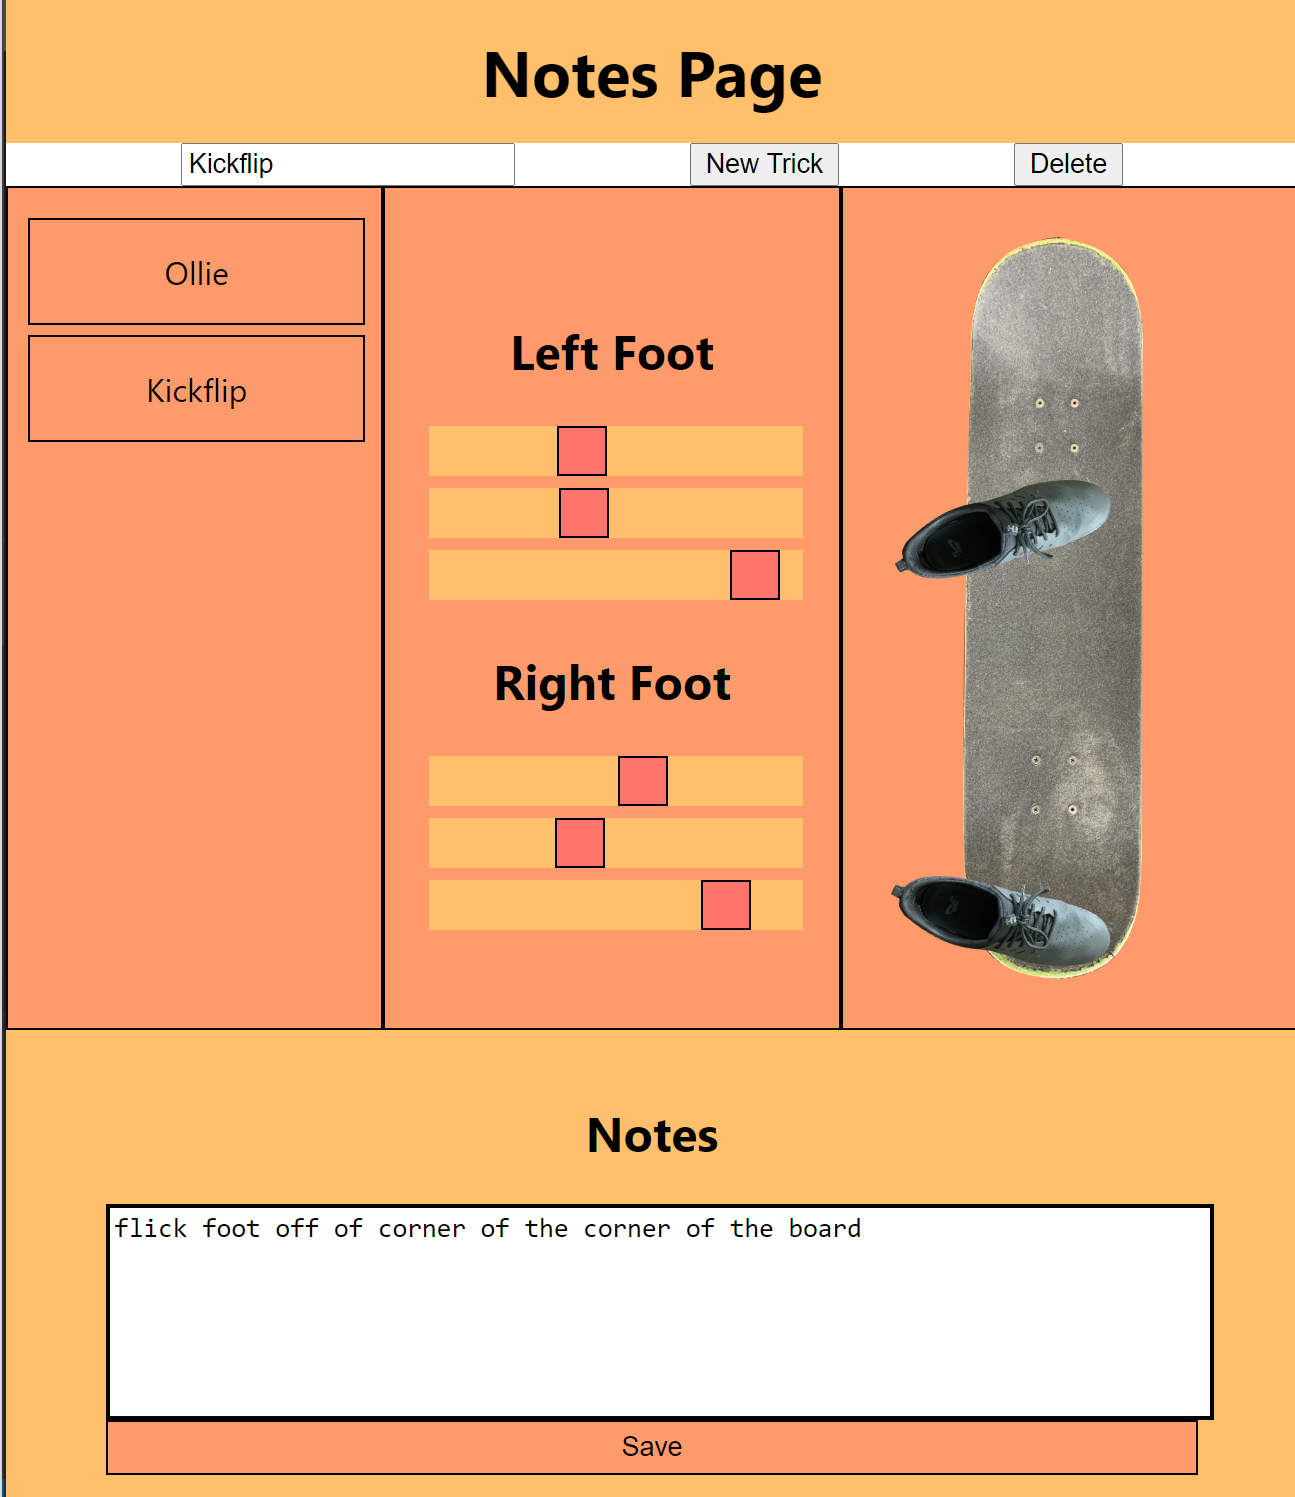 Notes Page
Kickflip
New Trick
Delete
Ollie
Kickflip
Left Foot
Right Foot
Notes
flick foot off of corner of the corner of the board
Save